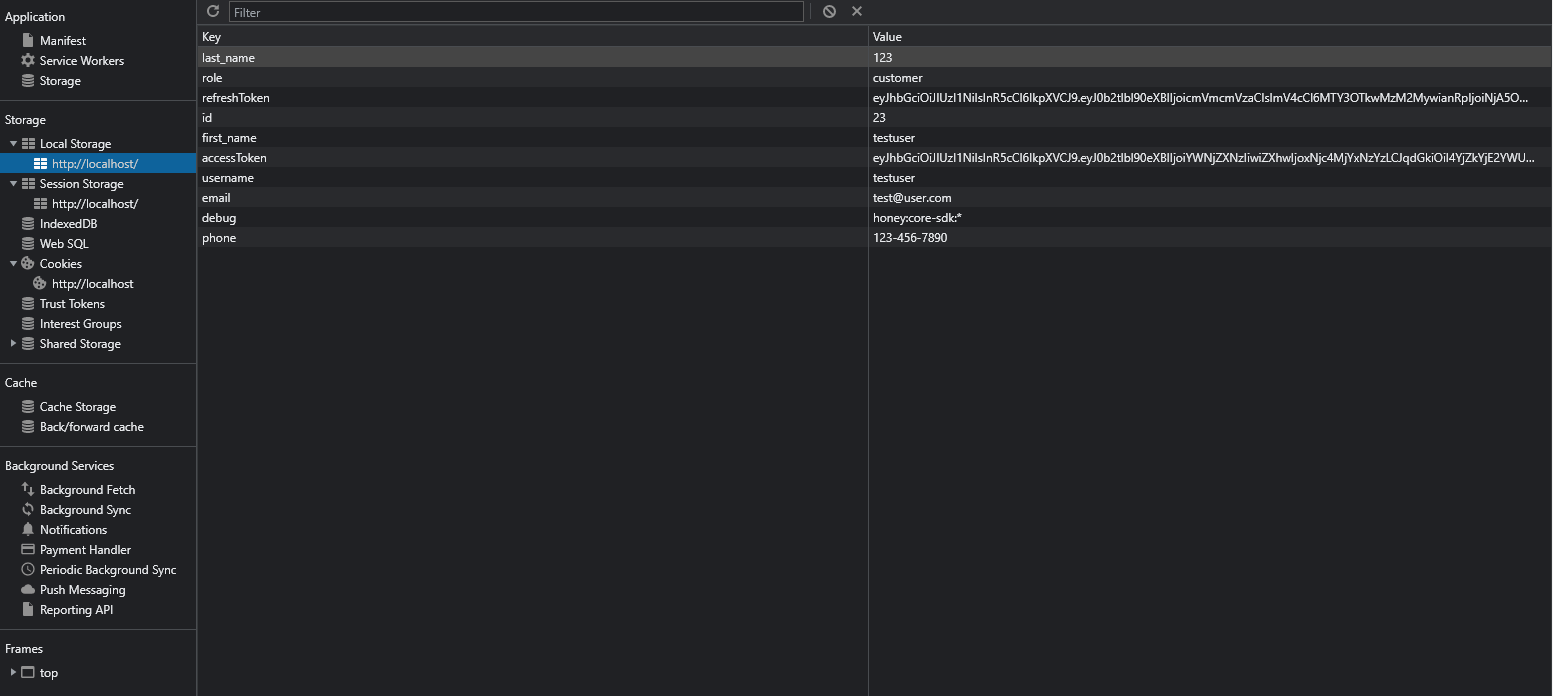 Application
Manifest
Service Workers
Storage
Storage
Local Storage
http://localhost/
Session Storage
http://localhost/
IndexedDB
Web SQL
Cookies
http://localhost
Trust Tokens
Interest Groups
Shared Storage
Cache
Cache Storage
Back/forward cache
Background Services
Background Fetch
Background Sync
Notifications
Payment Handler
Periodic Background Sync
Push Messaging
Reporting API
Frames
top
Filter
Key Value
last_name 123
role customer
refreshToken eyJhbGciOiJIUzI1NiIsInR5cCI6IkpXVCJ9.eyJ0b2tlbl90eXBlIjoicmVmcmVzaCIsImV4cCI6MTY3OTkwMzM2MywianRpIjoiNjA5O...
id 23
first_name testuser
accessToken eyJhbGciOiJIUzI1NiIsInR5cCI6IkpXVCJ9.eyJ0b2tlbl90eXBlIjoiYWNjZXNzIiwiZXhwIjoxNjc4MjYxNzYzLCJqdGkiOiI4YjZkYjE2YWU...
username testuser
email test@user.com
debug honey:core-sdk:*
phone 123-456-7890